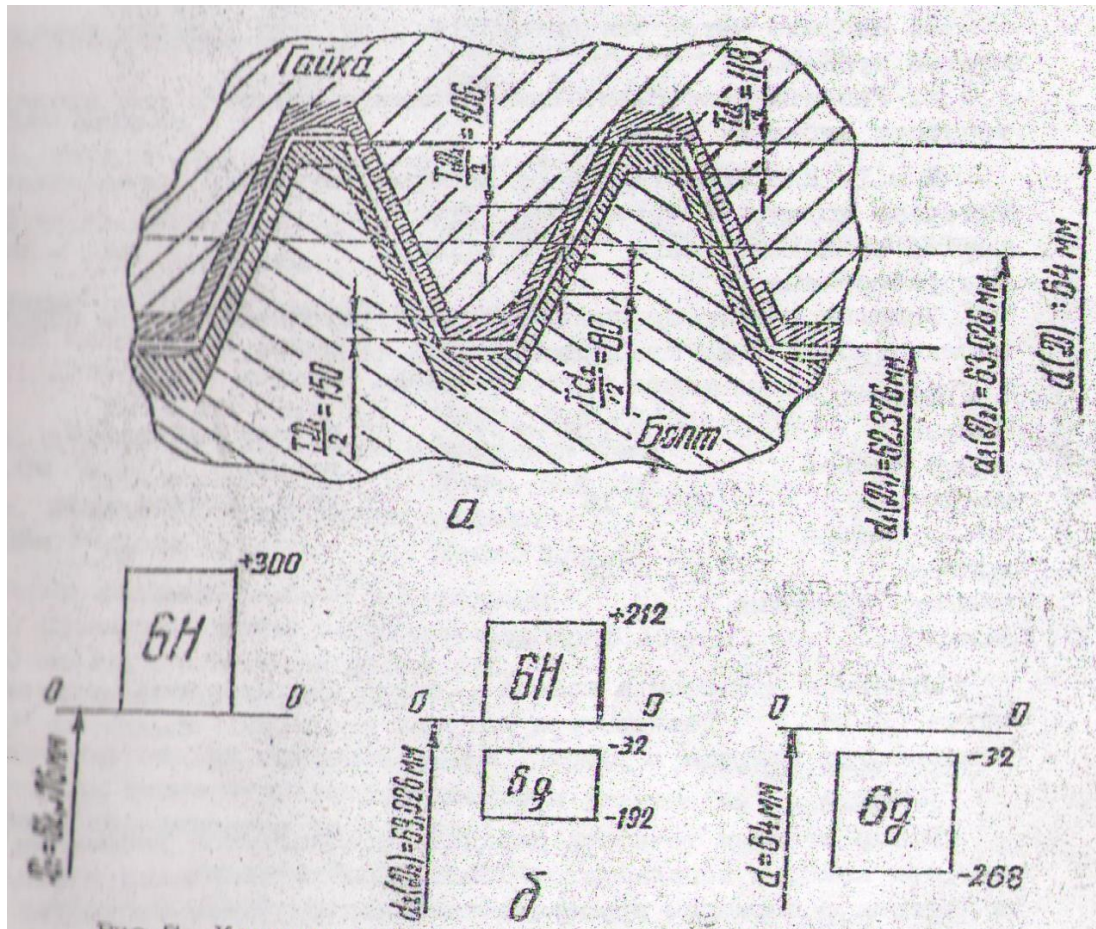 Гайка
TD₂/2 = 106
Td/2 = 118
TD₁/2 = 150
Td₂/2 = 80
Болт
d₁(D₁)=62.376 мм
d₂(D₂)=63.026 мм
d(D)=64 мм
а
+300
6H
0 0
+212
6H
0 0
-32
6g
-192
d₂(D₂)=63.026 мм
0 0
-32
6g
-268
d=64 мм
б